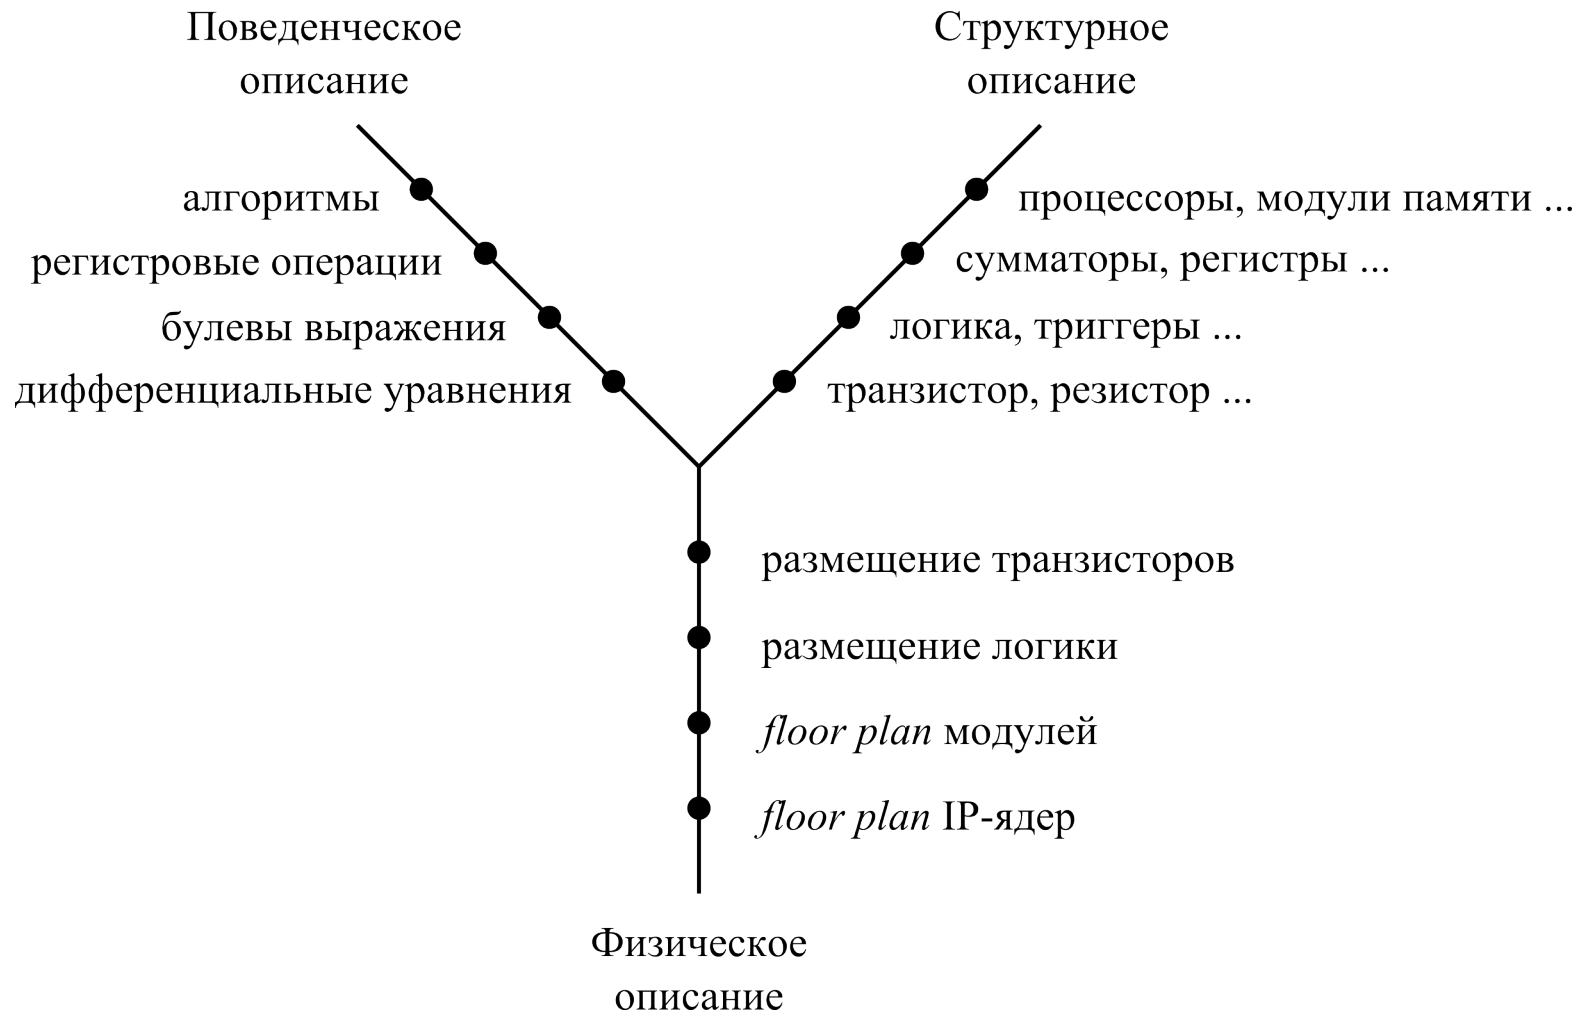 Поведенческое
описание
Структурное
описание
алгоритмы
процессоры, модули памяти ...
регистровые операции
сумматоры, регистры ...
булевы выражения
логика, триггеры ...
дифференциальные уравнения
транзистор, резистор ...
размещение транзисторов
размещение логики
floor plan модулей
floor plan IP-ядер
Физическое
описание